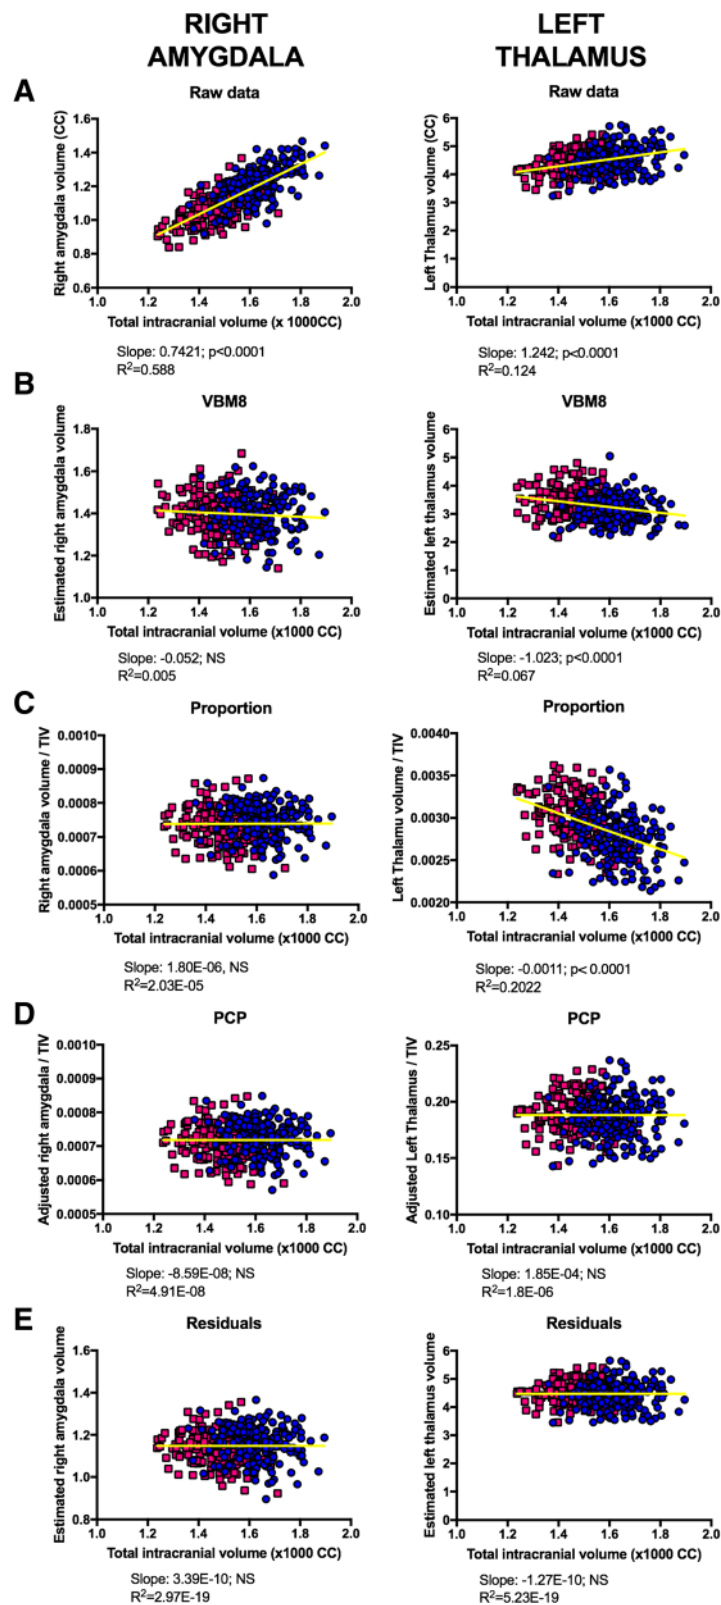 RIGHT AMYGDALA
LEFT THALAMUS
A
Raw data
Right amygdala volume (CC)
1.6
1.4
1.2
1.0
0.8
0.6
1.0 1.2 1.4 1.6 1.8 2.0
Total intracranial volume (x 1000CC)
Slope: 0.7421; p<0.0001
R²=0.588
Raw data
Left Thalamus volume (CC)
6
5
4
3
2
1
0
1.0 1.2 1.4 1.6 1.8 2.0
Total intracranial volume (x1000 CC)
Slope: 1.242; p<0.0001
R²=0.124
B
VBM8
Estimated right amygdala volume
1.8
1.6
1.4
1.2
1.0
1.0 1.2 1.4 1.6 1.8 2.0
Total intracranial volume (x1000 CC)
Slope: -0.052; NS
R²=0.005
VBM8
Estimated left thalamus volume
6
5
4
3
2
1
0
1.0 1.2 1.4 1.6 1.8 2.0
Total intracranial volume (x1000 CC)
Slope: -1.023; p<0.0001
R²=0.067
C
Proportion
Right amygdala volume / TIV
0.0010
0.0009
0.0008
0.0007
0.0006
0.0005
1.0 1.2 1.4 1.6 1.8 2.0
Total intracranial volume (x1000 CC)
Slope: 1.80E-06, NS
R²=2.03E-05
Proportion
Left Thalamu volume / TIV
0.0040
0.0035
0.0030
0.0025
0.0020
1.0 1.2 1.4 1.6 1.8 2.0
Total intracranial volume (x1000 CC)
Slope: -0.0011; p< 0.0001
R²=0.2022
D
PCP
Adjusted right amygdala / TIV
0.0010
0.0009
0.0008
0.0007
0.0006
0.0005
1.0 1.2 1.4 1.6 1.8 2.0
Total intracranial volume (x1000 CC)
Slope: -8.59E-08; NS
R²=4.91E-08
PCP
Adjusted Left Thalamus / TIV
0.25
0.20
0.15
0.10
1.0 1.2 1.4 1.6 1.8 2.0
Total intracranial volume (x1000 CC)
Slope: 1.85E-04; NS
R²=1.8E-06
E
Residuals
Estimated right amygdala volume
1.6
1.4
1.2
1.0
0.8
1.0 1.2 1.4 1.6 1.8 2.0
Total intracranial volume (x1000 CC)
Slope: 3.39E-10; NS
R²=2.97E-19
Residuals
Estimated left thalamus volume
6
5
4
3
2
1
0
1.0 1.2 1.4 1.6 1.8 2.0
Total intracranial volume (x1000 CC)
Slope: -1.27E-10; NS
R²=5.23E-19